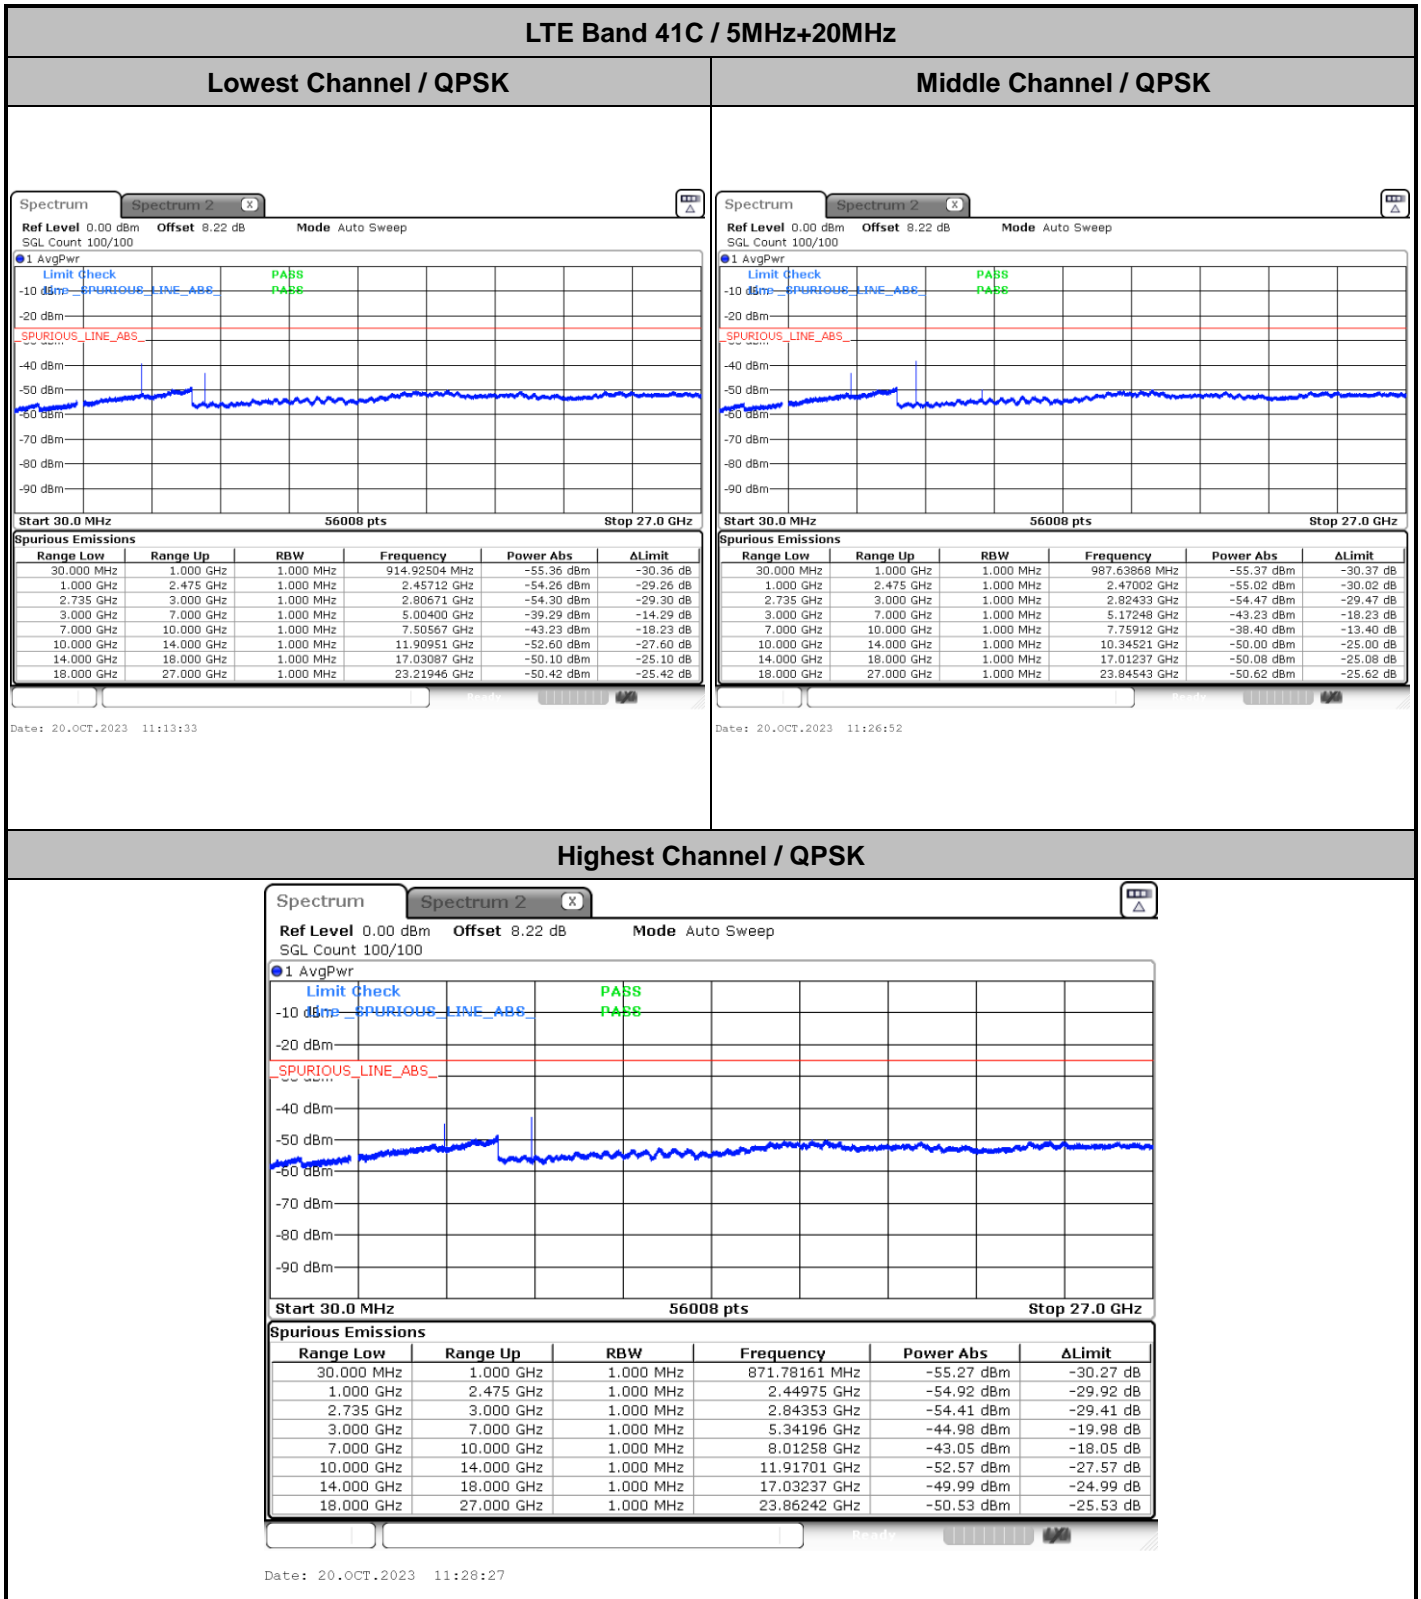 LTE Band 41C / 5MHz+20MHz
Lowest Channel / QPSK
Middle Channel / QPSK
Spectrum Spectrum 2 X
Ref Level 0.00 dBm Offset 8.22 dB Mode Auto Sweep
SGL Count 100/100
1 AvgPwr
Limit Check PASS
-10 dBm Line _SPURIOUS_LINE_ABS_ PASS
-20 dBm
_SPURIOUS_LINE_ABS_
-40 dBm
-50 dBm
-60 dBm
-70 dBm
-80 dBm
-90 dBm
Start 30.0 MHz 56008 pts Stop 27.0 GHz
Spurious Emissions
Range Low Range Up RBW Frequency Power Abs ΔLimit
30.000 MHz 1.000 GHz 1.000 MHz 914.92504 MHz -55.36 dBm -30.36 dB
1.000 GHz 2.475 GHz 1.000 MHz 2.45712 GHz -54.26 dBm -29.26 dB
2.735 GHz 3.000 GHz 1.000 MHz 2.80671 GHz -54.30 dBm -29.30 dB
3.000 GHz 7.000 GHz 1.000 MHz 5.00400 GHz -39.29 dBm -14.29 dB
7.000 GHz 10.000 GHz 1.000 MHz 7.50567 GHz -43.23 dBm -18.23 dB
10.000 GHz 14.000 GHz 1.000 MHz 11.90951 GHz -52.60 dBm -27.60 dB
14.000 GHz 18.000 GHz 1.000 MHz 17.03087 GHz -50.10 dBm -25.10 dB
18.000 GHz 27.000 GHz 1.000 MHz 23.21946 GHz -50.42 dBm -25.42 dB
Ready
Date: 20.OCT.2023 11:13:33
Spectrum Spectrum 2 X
Ref Level 0.00 dBm Offset 8.22 dB Mode Auto Sweep
SGL Count 100/100
1 AvgPwr
Limit Check PASS
-10 dBm Line _SPURIOUS_LINE_ABS_ PASS
-20 dBm
_SPURIOUS_LINE_ABS_
-40 dBm
-50 dBm
-60 dBm
-70 dBm
-80 dBm
-90 dBm
Start 30.0 MHz 56008 pts Stop 27.0 GHz
Spurious Emissions
Range Low Range Up RBW Frequency Power Abs ΔLimit
30.000 MHz 1.000 GHz 1.000 MHz 987.63868 MHz -55.37 dBm -30.37 dB
1.000 GHz 2.475 GHz 1.000 MHz 2.47002 GHz -55.02 dBm -30.02 dB
2.735 GHz 3.000 GHz 1.000 MHz 2.82433 GHz -54.47 dBm -29.47 dB
3.000 GHz 7.000 GHz 1.000 MHz 5.17248 GHz -43.23 dBm -18.23 dB
7.000 GHz 10.000 GHz 1.000 MHz 7.75912 GHz -38.40 dBm -13.40 dB
10.000 GHz 14.000 GHz 1.000 MHz 10.34521 GHz -50.00 dBm -25.00 dB
14.000 GHz 18.000 GHz 1.000 MHz 17.01237 GHz -50.08 dBm -25.08 dB
18.000 GHz 27.000 GHz 1.000 MHz 23.84543 GHz -50.62 dBm -25.62 dB
Ready
Date: 20.OCT.2023 11:26:52
Highest Channel / QPSK
Spectrum Spectrum 2 X
Ref Level 0.00 dBm Offset 8.22 dB Mode Auto Sweep
SGL Count 100/100
1 AvgPwr
Limit Check PASS
-10 dBm Line _SPURIOUS_LINE_ABS_ PASS
-20 dBm
_SPURIOUS_LINE_ABS_
-40 dBm
-50 dBm
-60 dBm
-70 dBm
-80 dBm
-90 dBm
Start 30.0 MHz 56008 pts Stop 27.0 GHz
Spurious Emissions
Range Low Range Up RBW Frequency Power Abs ΔLimit
30.000 MHz 1.000 GHz 1.000 MHz 871.78161 MHz -55.27 dBm -30.27 dB
1.000 GHz 2.475 GHz 1.000 MHz 2.44975 GHz -54.92 dBm -29.92 dB
2.735 GHz 3.000 GHz 1.000 MHz 2.84353 GHz -54.41 dBm -29.41 dB
3.000 GHz 7.000 GHz 1.000 MHz 5.34196 GHz -44.98 dBm -19.98 dB
7.000 GHz 10.000 GHz 1.000 MHz 8.01258 GHz -43.05 dBm -18.05 dB
10.000 GHz 14.000 GHz 1.000 MHz 11.91701 GHz -52.57 dBm -27.57 dB
14.000 GHz 18.000 GHz 1.000 MHz 17.03237 GHz -49.99 dBm -24.99 dB
18.000 GHz 27.000 GHz 1.000 MHz 23.86242 GHz -50.53 dBm -25.53 dB
Ready
Date: 20.OCT.2023 11:28:27